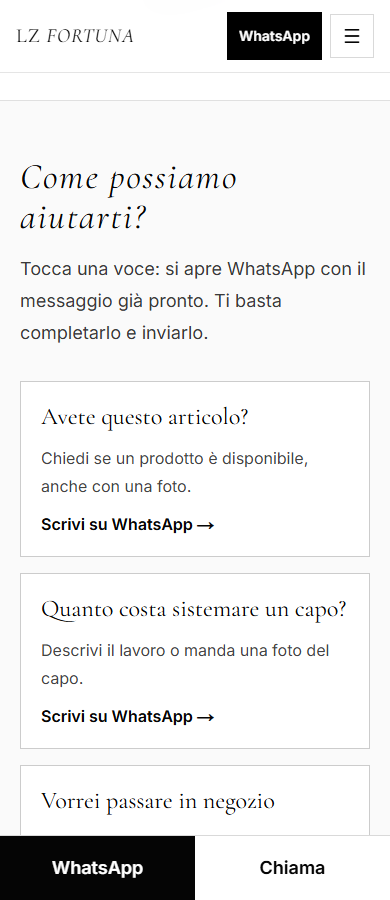 LZ FORTUNA
WhatsApp
Come possiamo
aiutarti?
Tocca una voce: si apre WhatsApp con il
messaggio già pronto. Ti basta
completarlo e inviarlo.
Avete questo articolo?
Chiedi se un prodotto è disponibile,
anche con una foto.
Scrivi su WhatsApp →
Quanto costa sistemare un capo?
Descrivi il lavoro o manda una foto del
capo.
Scrivi su WhatsApp →
Vorrei passare in negozio
WhatsApp
Chiama